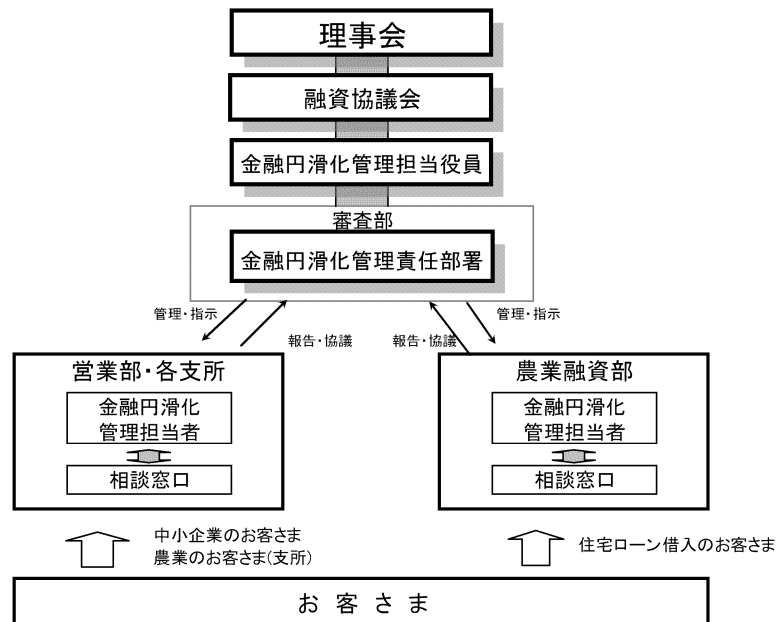 理事会
融資協議会
金融円滑化管理担当役員
審査部
金融円滑化管理責任部署
管理・指示
管理・指示
報告・協議
報告・協議
営業部・各支所
金融円滑化
管理担当者
相談窓口
農業融資部
金融円滑化
管理担当者
相談窓口
中小企業のお客さま
農業のお客さま(支所)
住宅ローン借入のお客さま
お客さま